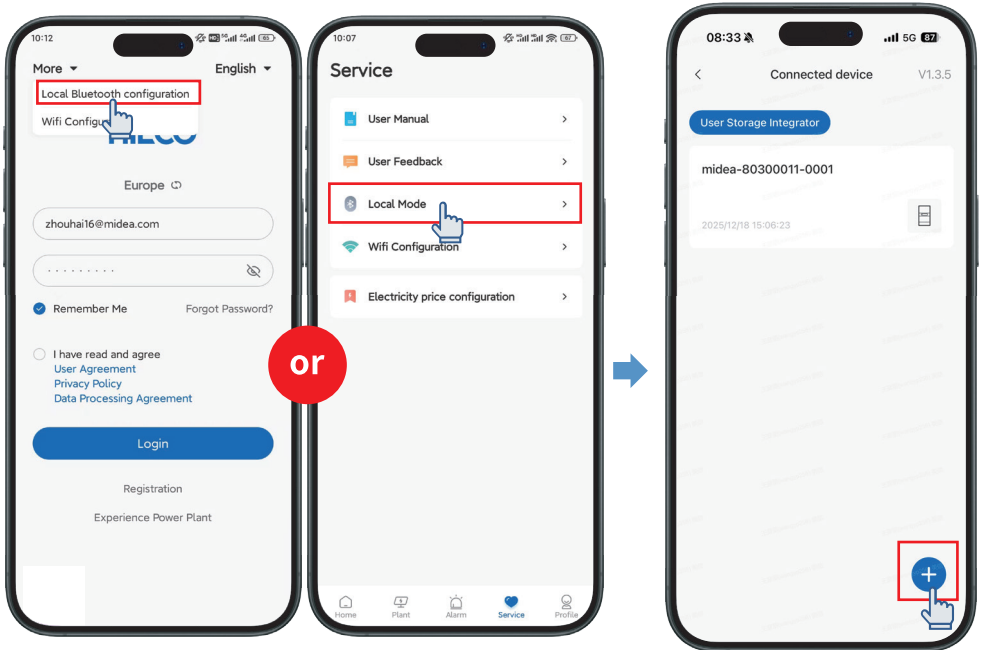 10:12
65
More
English
Local Bluetooth configuration
Wifi Configu
Europe
zhouhai16@midea.com
Remember Me
Forgot Password?
I have read and agree
User Agreement
Privacy Policy
Data Processing Agreement
Login
Registration
Experience Power Plant
or
10:07
67
Service
User Manual
User Feedback
Local Mode
Wifi Configuration
Electricity price configuration
Home
Plant
Alarm
Service
Profile
08:33
5G
87
Connected device
V1.3.5
User Storage Integrator
midea-80300011-0001
2025/12/18 15:06:23